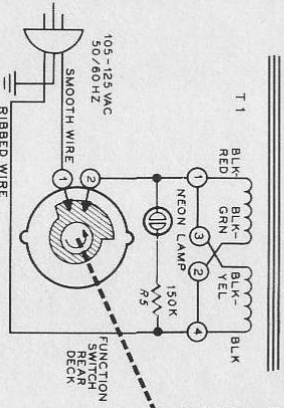 105-125 VAC
50/60 HZ
SMOOTH WIRE
RIBBED WIRE
1
2
T 1
BLK-
RED
BLK-
GRN
BLK-
YEL
BLK
1
3
2
4
NEON LAMP
150K
R5
FUNCTION
SWITCH
REAR
DECK